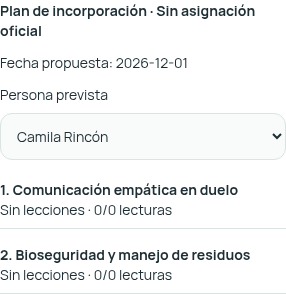 Plan de incorporación · Sin asignación
oficial
Fecha propuesta: 2026-12-01
Persona prevista
Camila Rincón
1. Comunicación empática en duelo
Sin lecciones · 0/0 lecturas
2. Bioseguridad y manejo de residuos
Sin lecciones · 0/0 lecturas